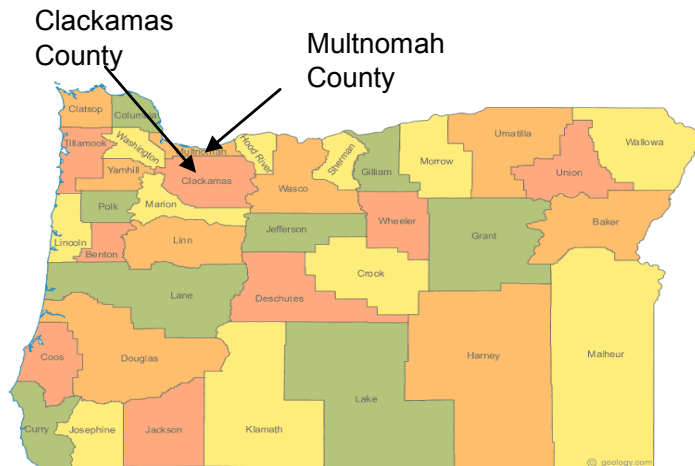 Clackamas
County
Multnomah
County
Clatsop
Columbia
Tillamook
Washington
Multnomah
Hood River
Sherman
Gilliam
Morrow
Umatilla
Wallowa
Union
Yamhill
Clackamas
Wasco
Polk
Marion
Wheeler
Baker
Lincoln
Benton
Linn
Jefferson
Grant
Crook
Lane
Deschutes
Coos
Douglas
Harney
Malheur
Lake
Curry
Josephine
Jackson
Klamath
© geology.com